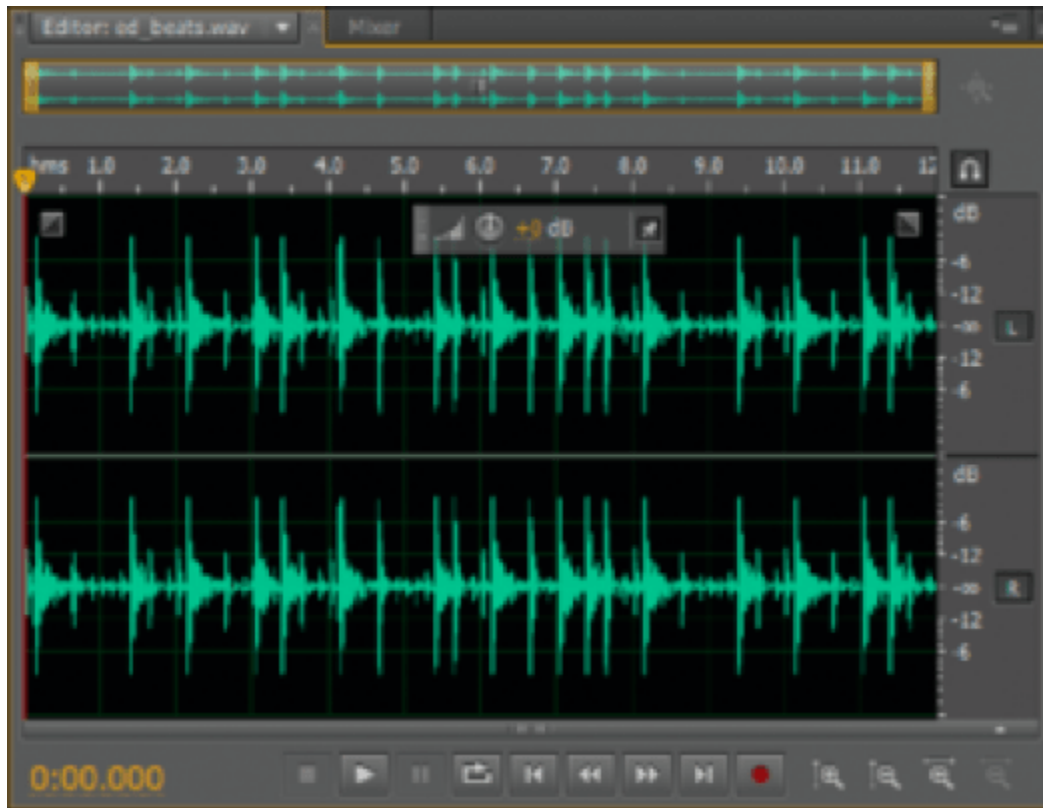 Editor: ed_beats.wav Mixer
hms 1.0 2.0 3.0 4.0 5.0 6.0 7.0 8.0 9.0 10.0 11.0 12
+0 dB
dB
-6
-12
-∞ L
-12
-6
dB
-6
-12
-∞ R
-12
-6
0:00.000